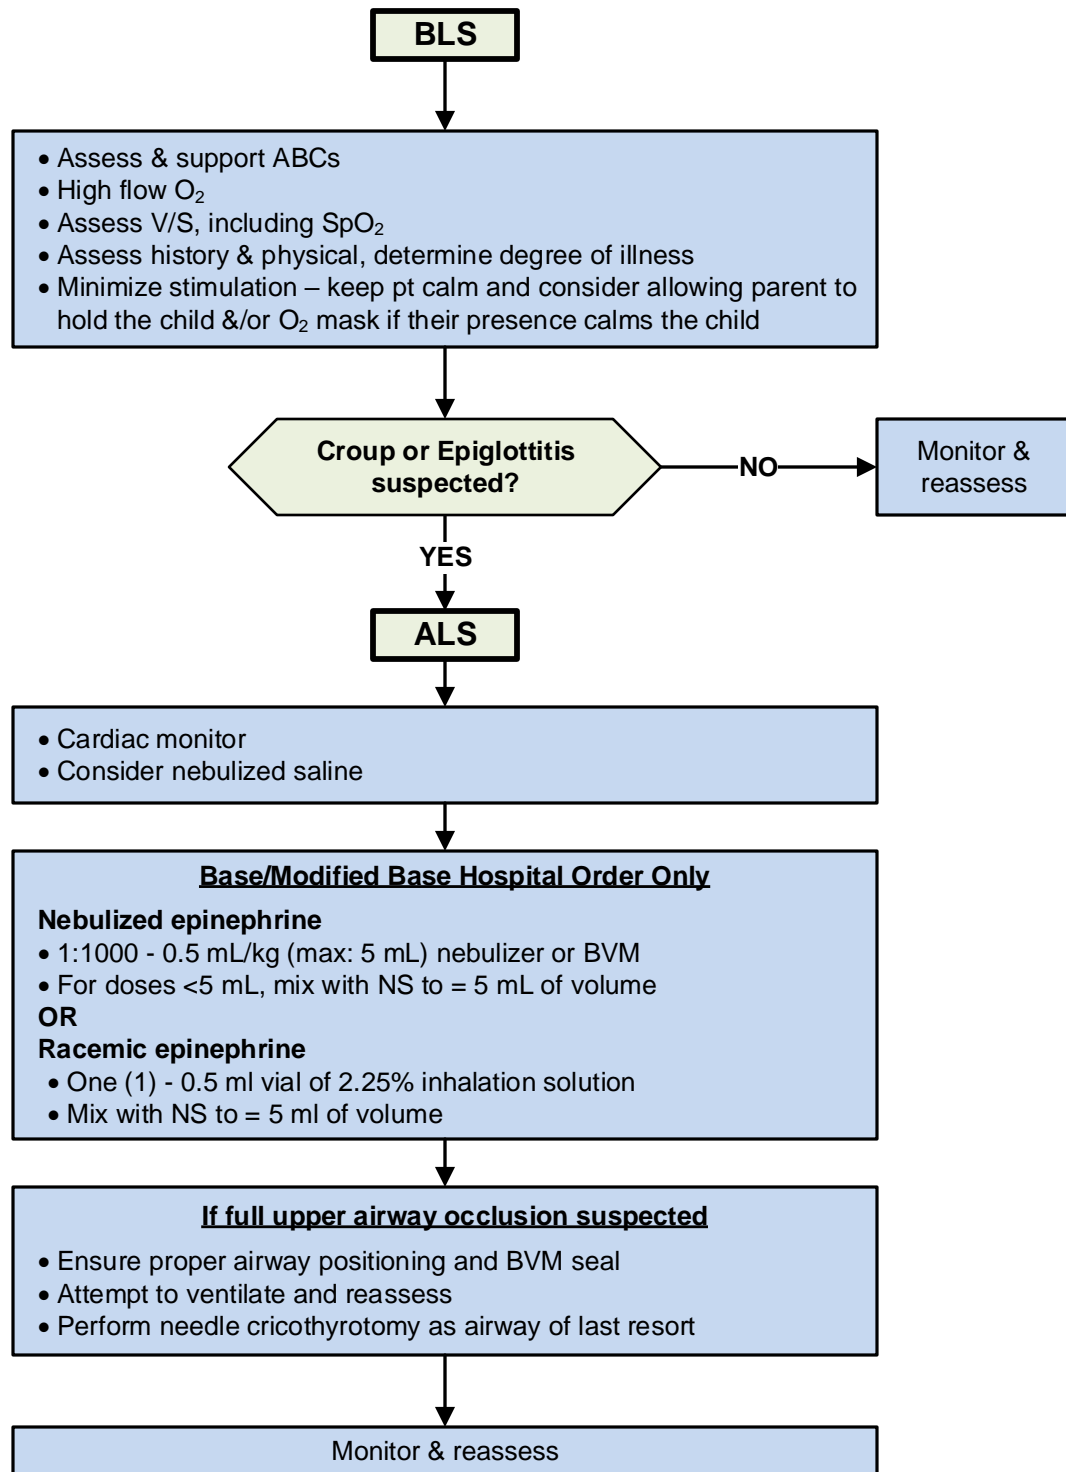 BLS
• Assess & support ABCs
• High flow O₂
• Assess V/S, including SpO₂
• Assess history & physical, determine degree of illness
• Minimize stimulation – keep pt calm and consider allowing parent to
hold the child &/or O₂ mask if their presence calms the child
Croup or Epiglottitis
suspected?
NO
Monitor &
reassess
YES
ALS
• Cardiac monitor
• Consider nebulized saline
Base/Modified Base Hospital Order Only
Nebulized epinephrine
• 1:1000 - 0.5 mL/kg (max: 5 mL) nebulizer or BVM
• For doses <5 mL, mix with NS to = 5 mL of volume
OR
Racemic epinephrine
• One (1) - 0.5 ml vial of 2.25% inhalation solution
• Mix with NS to = 5 ml of volume
If full upper airway occlusion suspected
• Ensure proper airway positioning and BVM seal
• Attempt to ventilate and reassess
• Perform needle cricothyrotomy as airway of last resort
Monitor & reassess